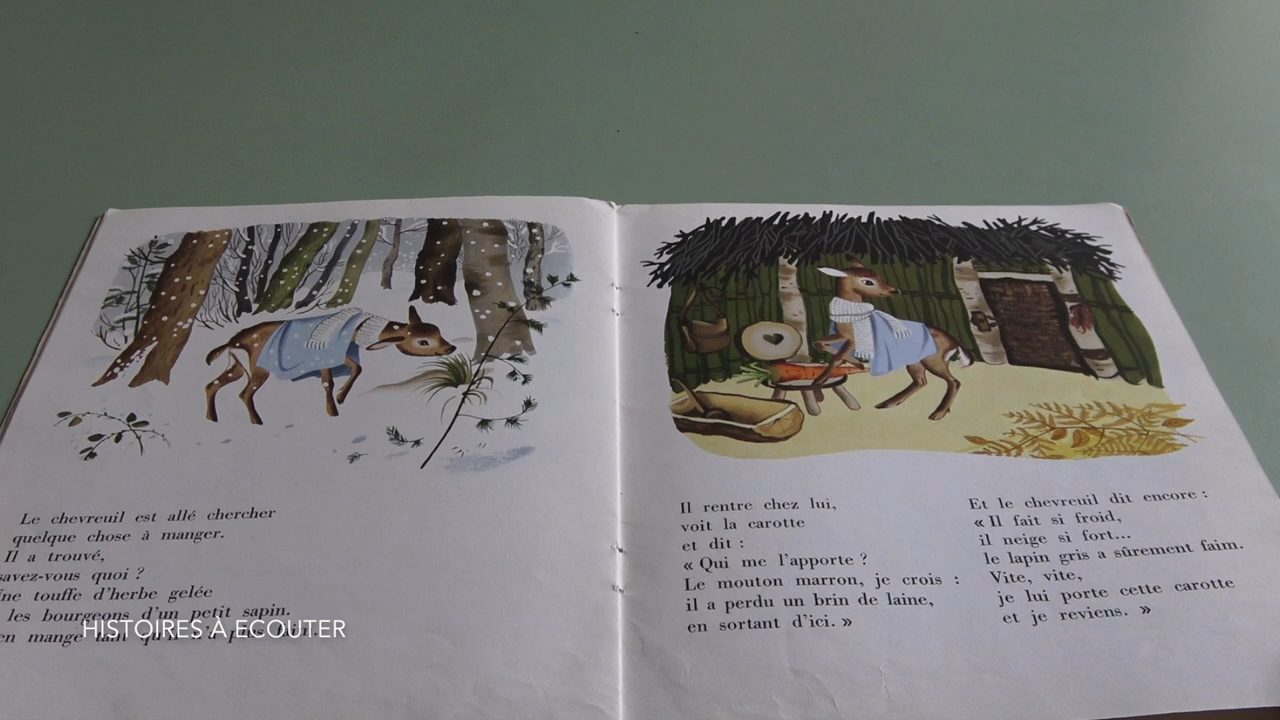 Le chevreuil est allé chercher
quelque chose à manger.
Il a trouvé,
savez-vous quoi ?
Une touffe d'herbe gelée
les bourgeons d'un petit sapin.
en mange tant
HISTOIRES À ECOUTER
Il rentre chez lui,
voit la carotte
et dit :
« Qui me l'apporte ?
Le mouton marron, je crois :
il a perdu un brin de laine,
en sortant d'ici. »
Et le chevreuil dit encore :
« Il fait si froid,
il neige si fort...
le lapin gris a sûrement faim.
Vite, vite,
je lui porte cette carotte
et je reviens. »